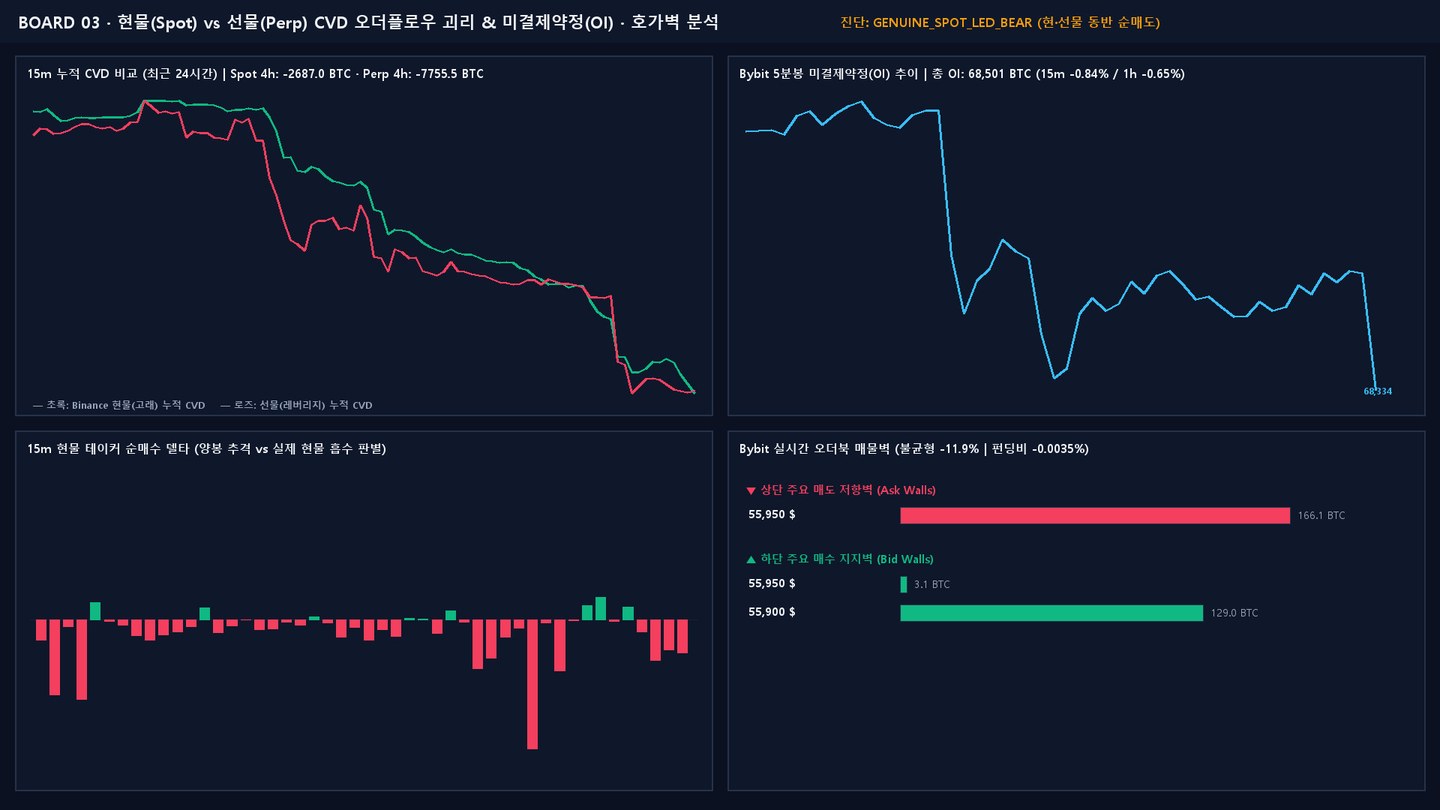 BOARD 03 · 현물(Spot) vs 선물(Perp) CVD 오더플로우 괴리 & 미결제약정(OI) · 호가벽 분석
진단: GENUINE_SPOT_LED_BEAR (현·선물 동반 순매도)
15m 누적 CVD 비교 (최근 24시간) | Spot 4h: -2687.0 BTC · Perp 4h: -7755.5 BTC
— 초록: Binance 현물(고래) 누적 CVD — 로즈: 선물(레버리지) 누적 CVD
Bybit 5분봉 미결제약정(OI) 추이 | 총 OI: 68,501 BTC (15m -0.84% / 1h -0.65%)
68,334
15m 현물 테이커 순매수 델타 (양봉 추격 vs 실제 현물 흡수 판별)
Bybit 실시간 오더북 매물벽 (불균형 -11.9% | 펀딩비 -0.0035%)
▼ 상단 주요 매도 저항벽 (Ask Walls)
55,950 $ 166.1 BTC
▲ 하단 주요 매수 지지벽 (Bid Walls)
55,950 $ 3.1 BTC
55,900 $ 129.0 BTC